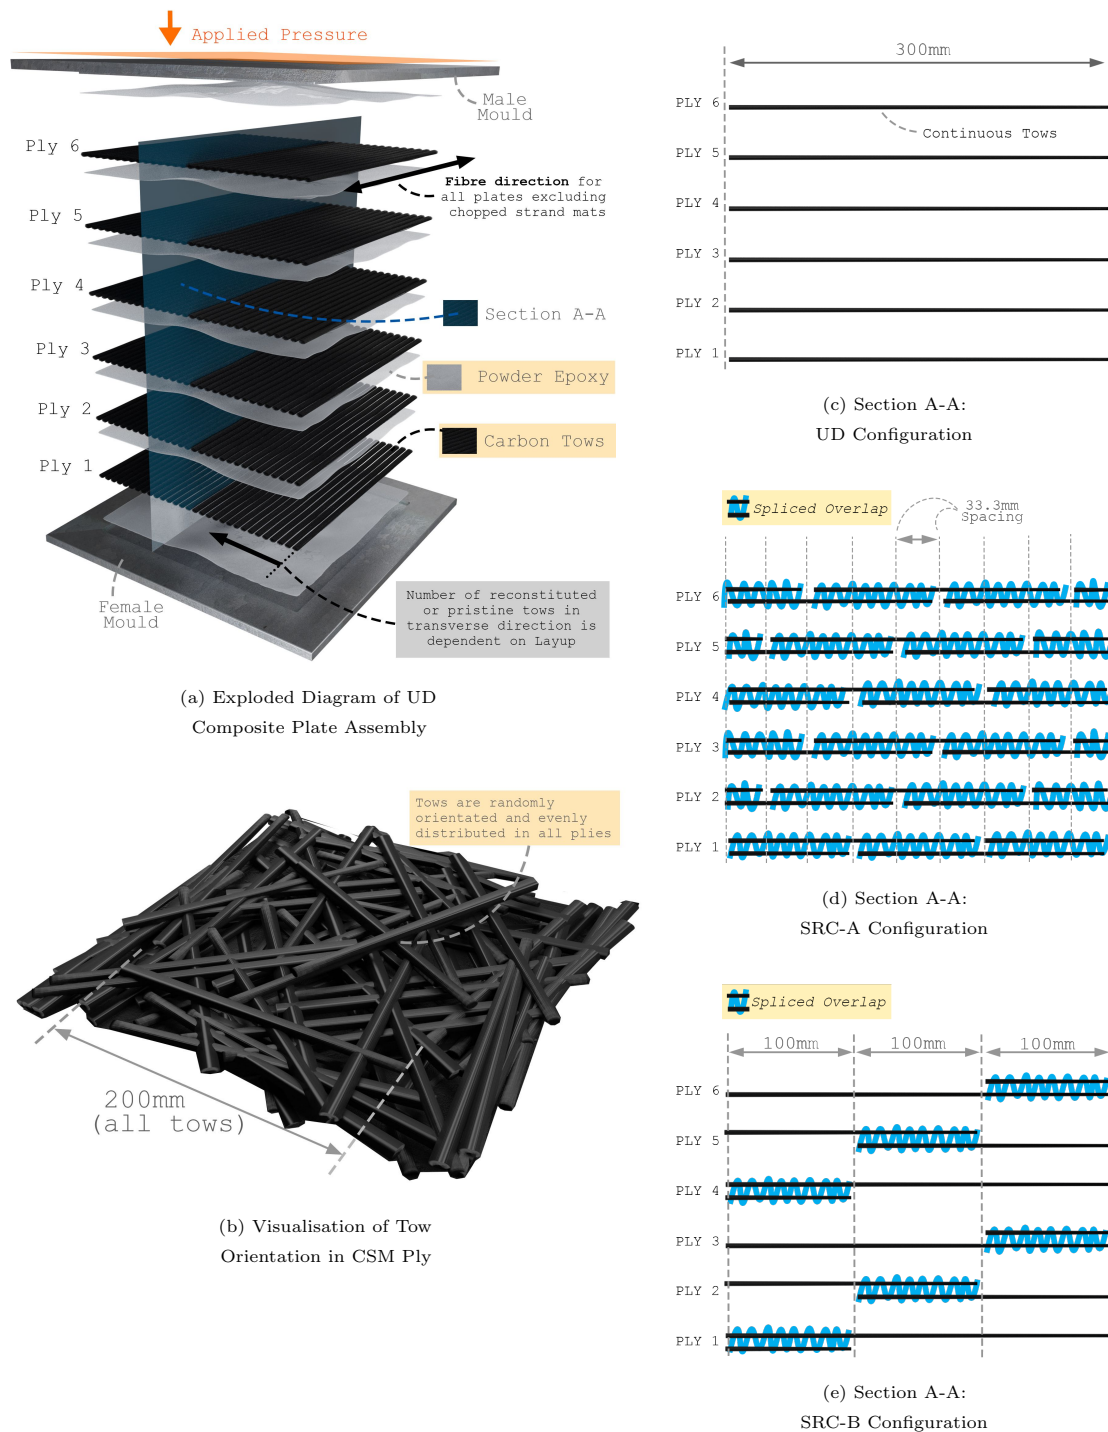 Applied Pressure
Male
Mould
Ply 6
Fibre direction for
all plates excluding
chopped strand mats
Ply 5
Ply 4
Section A-A
Ply 3
Powder Epoxy
Ply 2
Carbon Tows
Ply 1
Female
Mould
Number of reconstituted
or pristine tows in
transverse direction is
dependent on Layup
(a) Exploded Diagram of UD
Composite Plate Assembly
Tows are randomly
orientated and evenly
distributed in all plies
200mm
(all tows)
(b) Visualisation of Tow
Orientation in CSM Ply
300mm
PLY 6
Continuous Tows
PLY 5
PLY 4
PLY 3
PLY 2
PLY 1
(c) Section A-A:
UD Configuration
Spliced Overlap
33.3mm
Spacing
PLY 6
PLY 5
PLY 4
PLY 3
PLY 2
PLY 1
(d) Section A-A:
SRC-A Configuration
Spliced Overlap
100mm 100mm 100mm
PLY 6
PLY 5
PLY 4
PLY 3
PLY 2
PLY 1
(e) Section A-A:
SRC-B Configuration